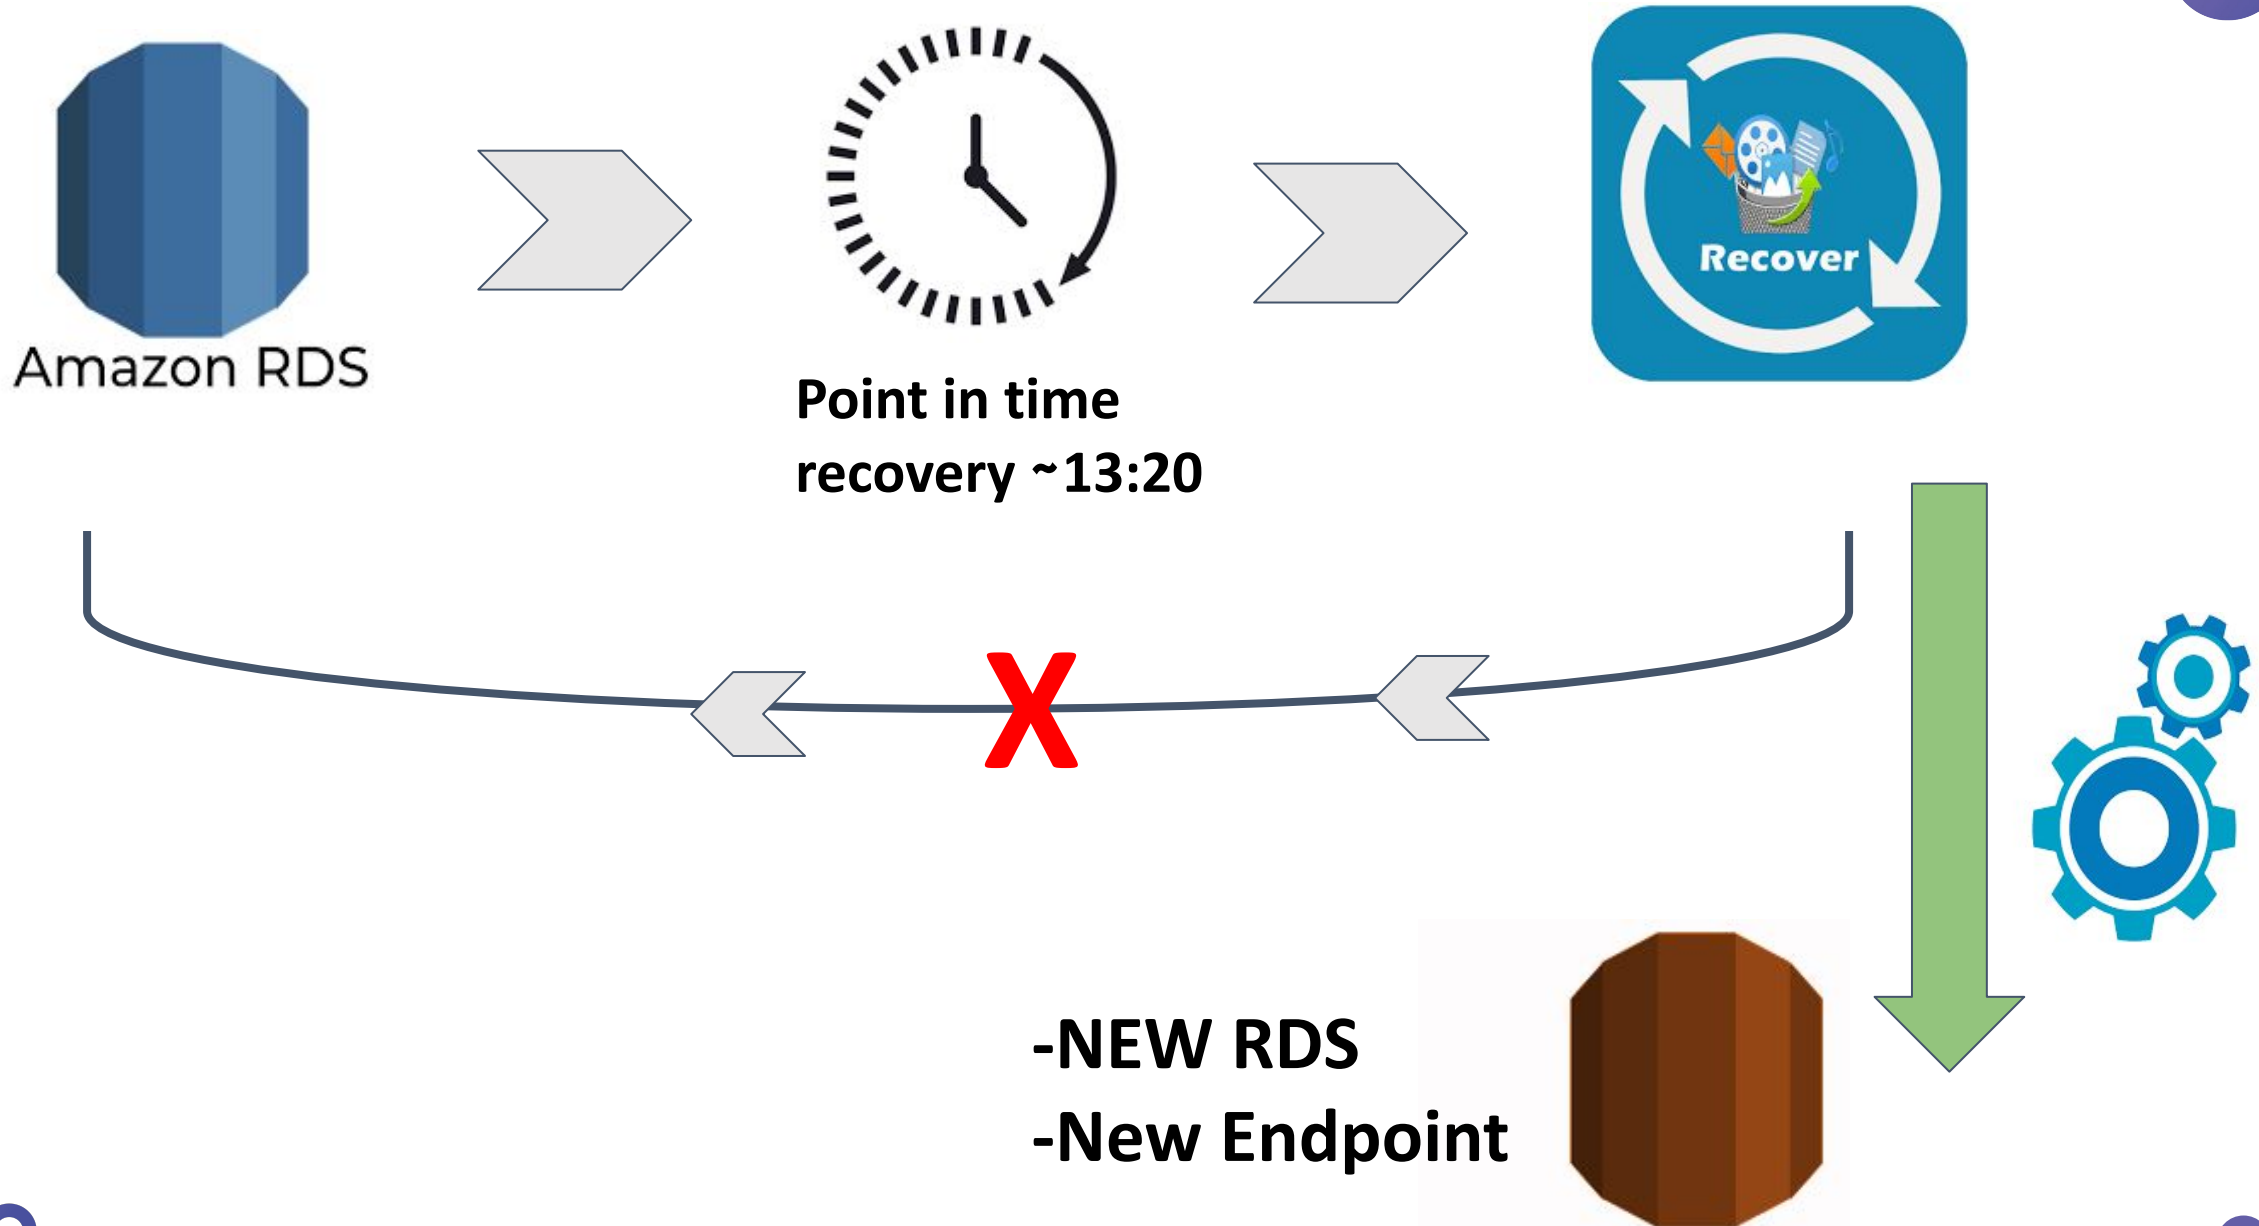 Amazon RDS
Point in time
recovery ~13:20
Recover
X
-NEW RDS
-New Endpoint